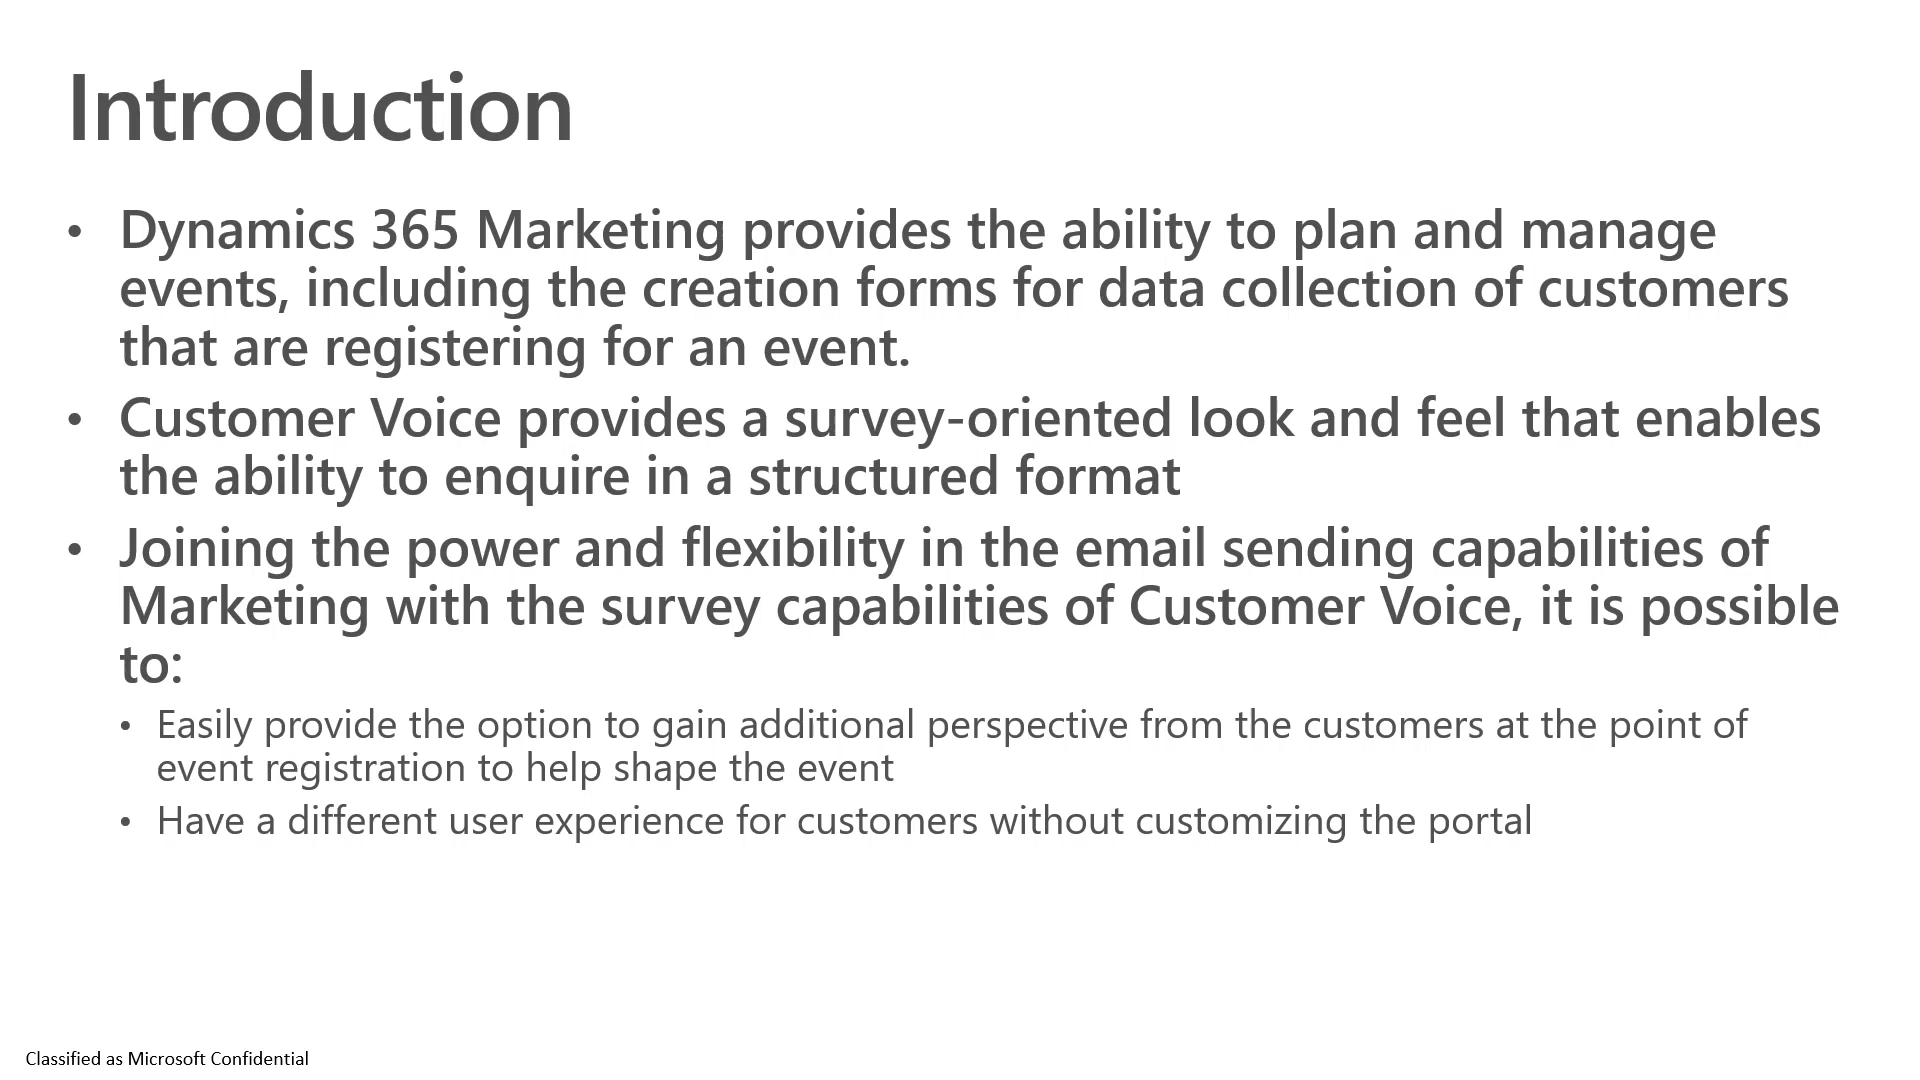 Introduction
• Dynamics 365 Marketing provides the ability to plan and manage
events, including the creation forms for data collection of customers
that are registering for an event.
• Customer Voice provides a survey-oriented look and feel that enables
the ability to enquire in a structured format
• Joining the power and flexibility in the email sending capabilities of
Marketing with the survey capabilities of Customer Voice, it is possible
to:
• Easily provide the option to gain additional perspective from the customers at the point of
event registration to help shape the event
• Have a different user experience for customers without customizing the portal
Classified as Microsoft Confidential